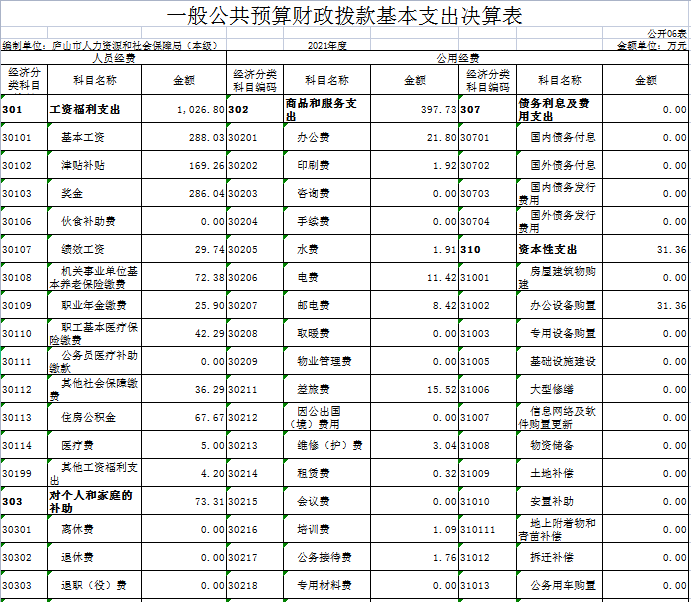 一般公共预算财政拨款基本支出决算表
公开06表
编制单位：庐山市人力资源和社会保障局（本级） 2021年度 金额单位：万元
人员经费 公用经费
经济分类科目 科目名称 金额 经济分类科目编码 科目名称 金额 经济分类科目编码 科目名称 金额
301 工资福利支出 1,026.80 302 商品和服务支出 397.73 307 债务利息及费用支出 0.00
30101 基本工资 288.03 30201 办公费 21.80 30701 国内债务付息 0.00
30102 津贴补贴 169.26 30202 印刷费 1.92 30702 国外债务付息 0.00
30103 奖金 286.04 30203 咨询费 0.00 30703 国内债务发行费用 0.00
30106 伙食补助费 0.00 30204 手续费 0.00 30704 国外债务发行费用 0.00
30107 绩效工资 29.74 30205 水费 1.91 310 资本性支出 31.36
30108 机关事业单位基本养老保险缴费 72.38 30206 电费 11.42 31001 房屋建筑物购建 0.00
30109 职业年金缴费 25.90 30207 邮电费 8.42 31002 办公设备购置 31.36
30110 职工基本医疗保险缴费 42.29 30208 取暖费 0.00 31003 专用设备购置 0.00
30111 公务员医疗补助缴款 0.00 30209 物业管理费 0.00 31005 基础设施建设 0.00
30112 其他社会保障缴费 36.29 30211 差旅费 15.52 31006 大型修缮 0.00
30113 住房公积金 67.67 30212 因公出国（境）费用 0.00 31007 信息网络及软件购置更新 0.00
30114 医疗费 5.00 30213 维修（护）费 3.04 31008 物资储备 0.00
30199 其他工资福利支出 4.20 30214 租赁费 0.32 31009 土地补偿 0.00
303 对个人和家庭的补助 73.31 30215 会议费 0.00 31010 安置补助 0.00
30301 离休费 0.00 30216 培训费 1.09 310111 地上附着物和青苗补偿 0.00
30302 退休费 0.00 30217 公务接待费 1.76 31012 拆迁补偿 0.00
30303 退职（役）费 0.00 30218 专用材料费 0.00 31013 公务用车购置 0.00